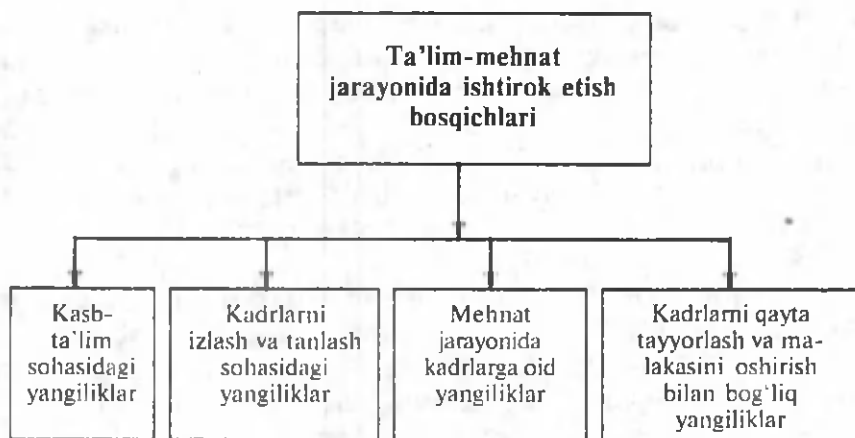 Ta'lim-mehnat
jarayonida ishtirok etish
bosqichlari
Kasb-
ta`lim
sohasidagi
yangiliklar
Kadrlarni
izlash va tanlash
sohasidagi
yangiliklar
Mehnat
jarayonida
kadrlarga oid
yangiliklar
Kadrlarni qayta
tayyorlash va ma-
lakasini oshirish
bilan bog‘liq
yangiliklar